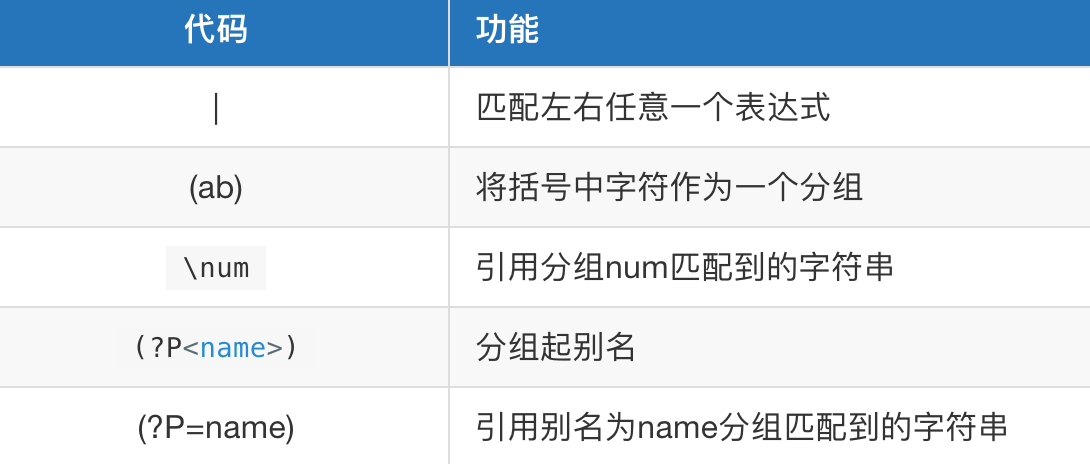 代码 功能
| 匹配左右任意一个表达式
(ab) 将括号中字符作为一个分组
\num 引用分组num匹配到的字符串
(?P<name>) 分组起别名
(?P=name) 引用别名为name分组匹配到的字符串